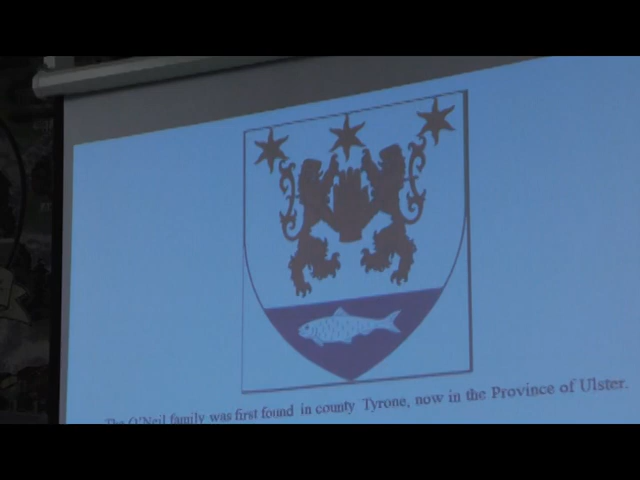 The O'Neil family was first found in county Tyrone, now in the Province of Ulster.